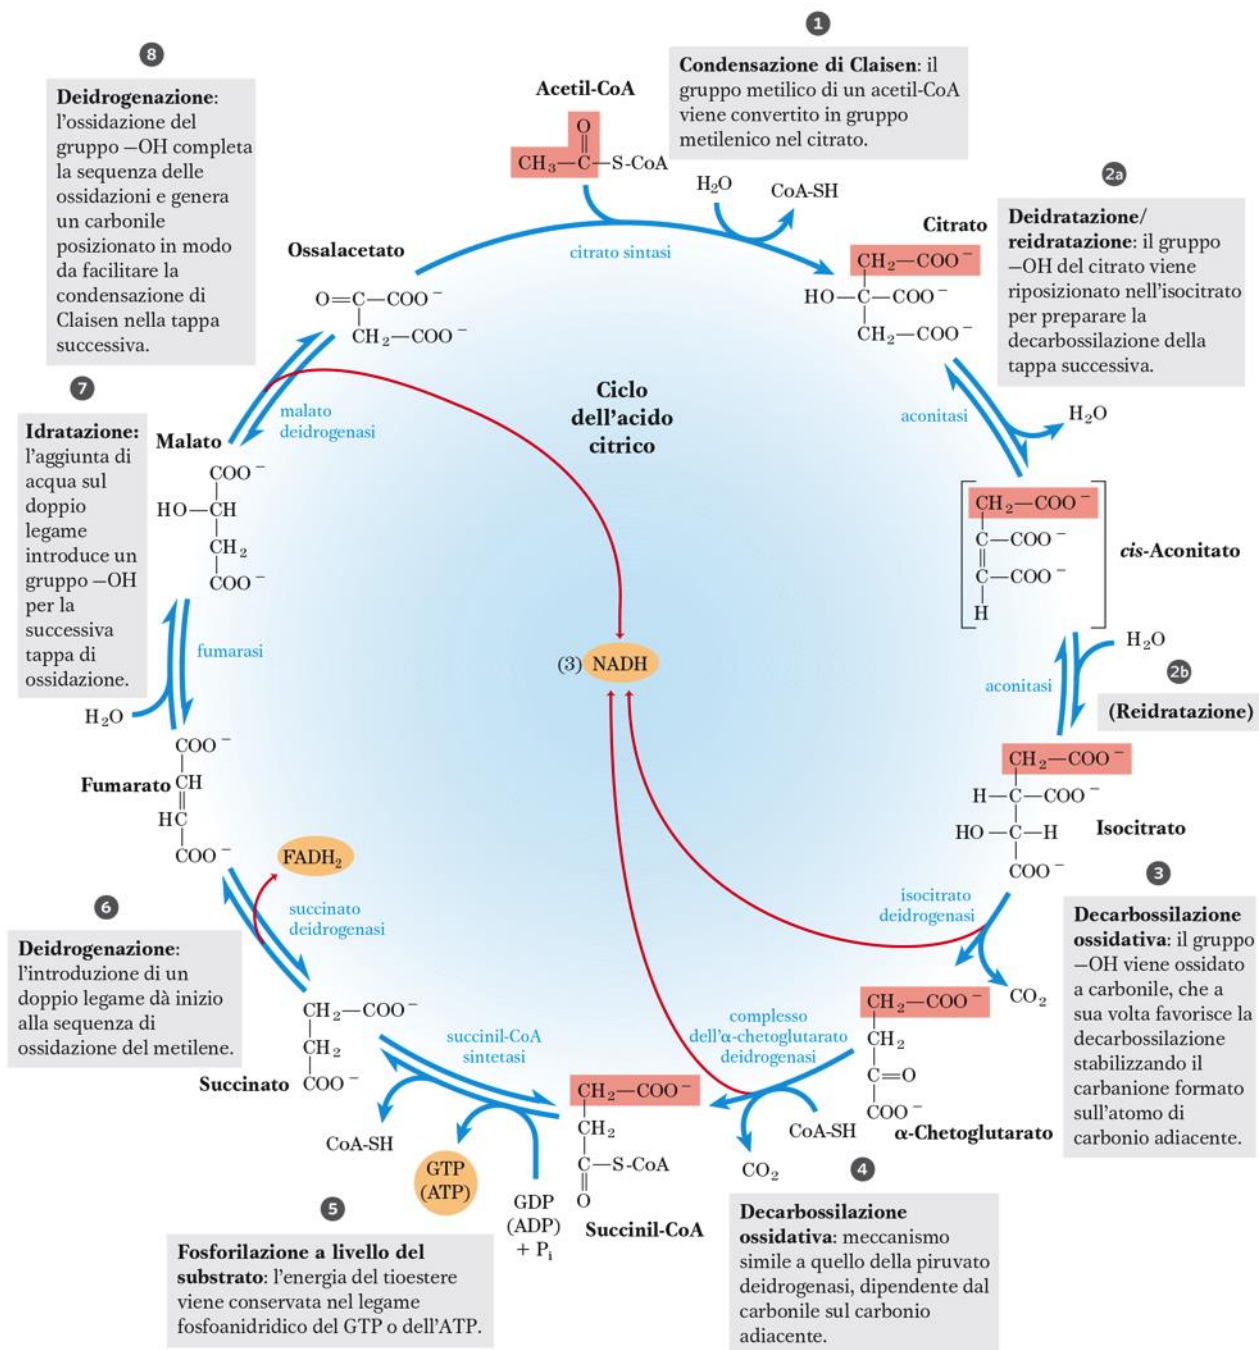 1
Condensazione di Claisen: il
gruppo metilico di un acetil-CoA
viene convertito in gruppo
metilenico nel citrato.
Acetil-CoA
O
CH₃—C—S-CoA
H₂O
CoA-SH
citrato sintasi
Citrato
CH₂—COO⁻
HO—C—COO⁻
CH₂—COO⁻
2a
Deidratazione/
reidratazione: il gruppo
—OH del citrato viene
riposizionato nell'isocitrato
per preparare la
decarbossilazione della
tappa successiva.
aconitasi
H₂O
CH₂—COO⁻
C—COO⁻
C—COO⁻
H
cis-Aconitato
H₂O
aconitasi
2b
(Reidratazione)
CH₂—COO⁻
H—C—COO⁻
HO—C—H
COO⁻
Isocitrato
3
Decarbossilazione
ossidativa: il gruppo
—OH viene ossidato
a carbonile, che a
sua volta favorisce la
decarbossilazione
stabilizzando il
carbanione formato
sull'atomo di
carbonio adiacente.
isocitrato
deidrogenasi
CO₂
CH₂—COO⁻
CH₂
C=O
COO⁻
α-Chetoglutarato
complesso
dell'α-chetoglutarato
deidrogenasi
CoA-SH
CO₂
4
Decarbossilazione
ossidativa: meccanismo
simile a quello della piruvato
deidrogenasi, dipendente dal
carbonile sul carbonio
adiacente.
CH₂—COO⁻
CH₂
C—S-CoA
O
Succinil-CoA
succinil-CoA
sintetasi
GDP
(ADP)
+ Pᵢ
GTP
(ATP)
CoA-SH
5
Fosforilazione a livello del
substrato: l'energia del tioestere
viene conservata nel legame
fosfoanidridico del GTP o dell'ATP.
CH₂—COO⁻
CH₂
COO⁻
Succinato
6
Deidrogenazione:
l'introduzione di un
doppio legame dà inizio
alla sequenza di
ossidazione del metilene.
succinato
deidrogenasi
FADH₂
COO⁻
CH
HC
COO⁻
Fumarato
H₂O
fumarasi
7
Idratazione:
l'aggiunta di
acqua sul
doppio
legame
introduce un
gruppo —OH
per la
successiva
tappa di
ossidazione.
Malato
COO⁻
HO—CH
CH₂
COO⁻
malato
deidrogenasi
8
Deidrogenazione:
l'ossidazione del
gruppo —OH completa
la sequenza delle
ossidazioni e genera
un carbonile
posizionato in modo
da facilitare la
condensazione di
Claisen nella tappa
successiva.
Ossalacetato
O=C—COO⁻
CH₂—COO⁻
Ciclo
dell'acido
citrico
(3) NADH